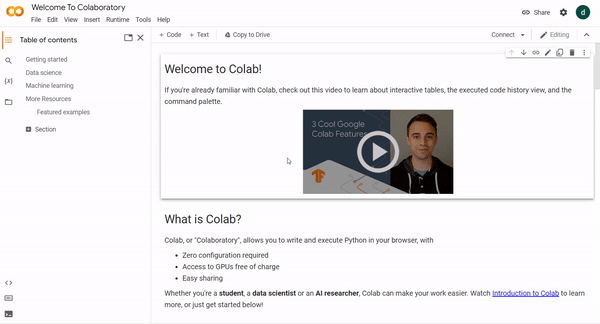 Welcome To Colaboratory
File Edit View Insert Runtime Tools Help
Share
d
Table of contents
+ Code + Text Copy to Drive
Connect
Editing
Getting started
Data science
Machine learning
More Resources
Featured examples
Section
{x}
Welcome to Colab!
If you're already familiar with Colab, check out this video to learn about interactive tables, the executed code history view, and the
command palette.
3 Cool Google
Colab Features
What is Colab?
Colab, or "Colaboratory", allows you to write and execute Python in your browser, with
• Zero configuration required
• Access to GPUs free of charge
• Easy sharing
Whether you're a student, a data scientist or an AI researcher, Colab can make your work easier. Watch Introduction to Colab to learn
more, or just get started below!